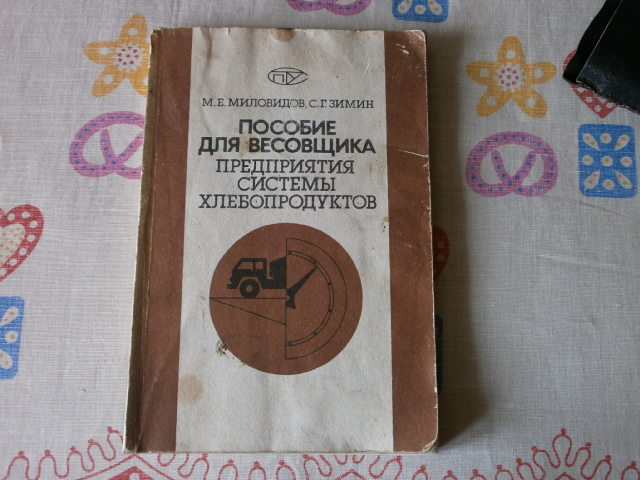 ПУ
М.Е. МИЛОВИДОВ, С.Г. ЗИМИН
ПОСОБИЕ
ДЛЯ ВЕСОВЩИКА
ПРЕДПРИЯТИЯ
СИСТЕМЫ
ХЛЕБОПРОДУКТОВ